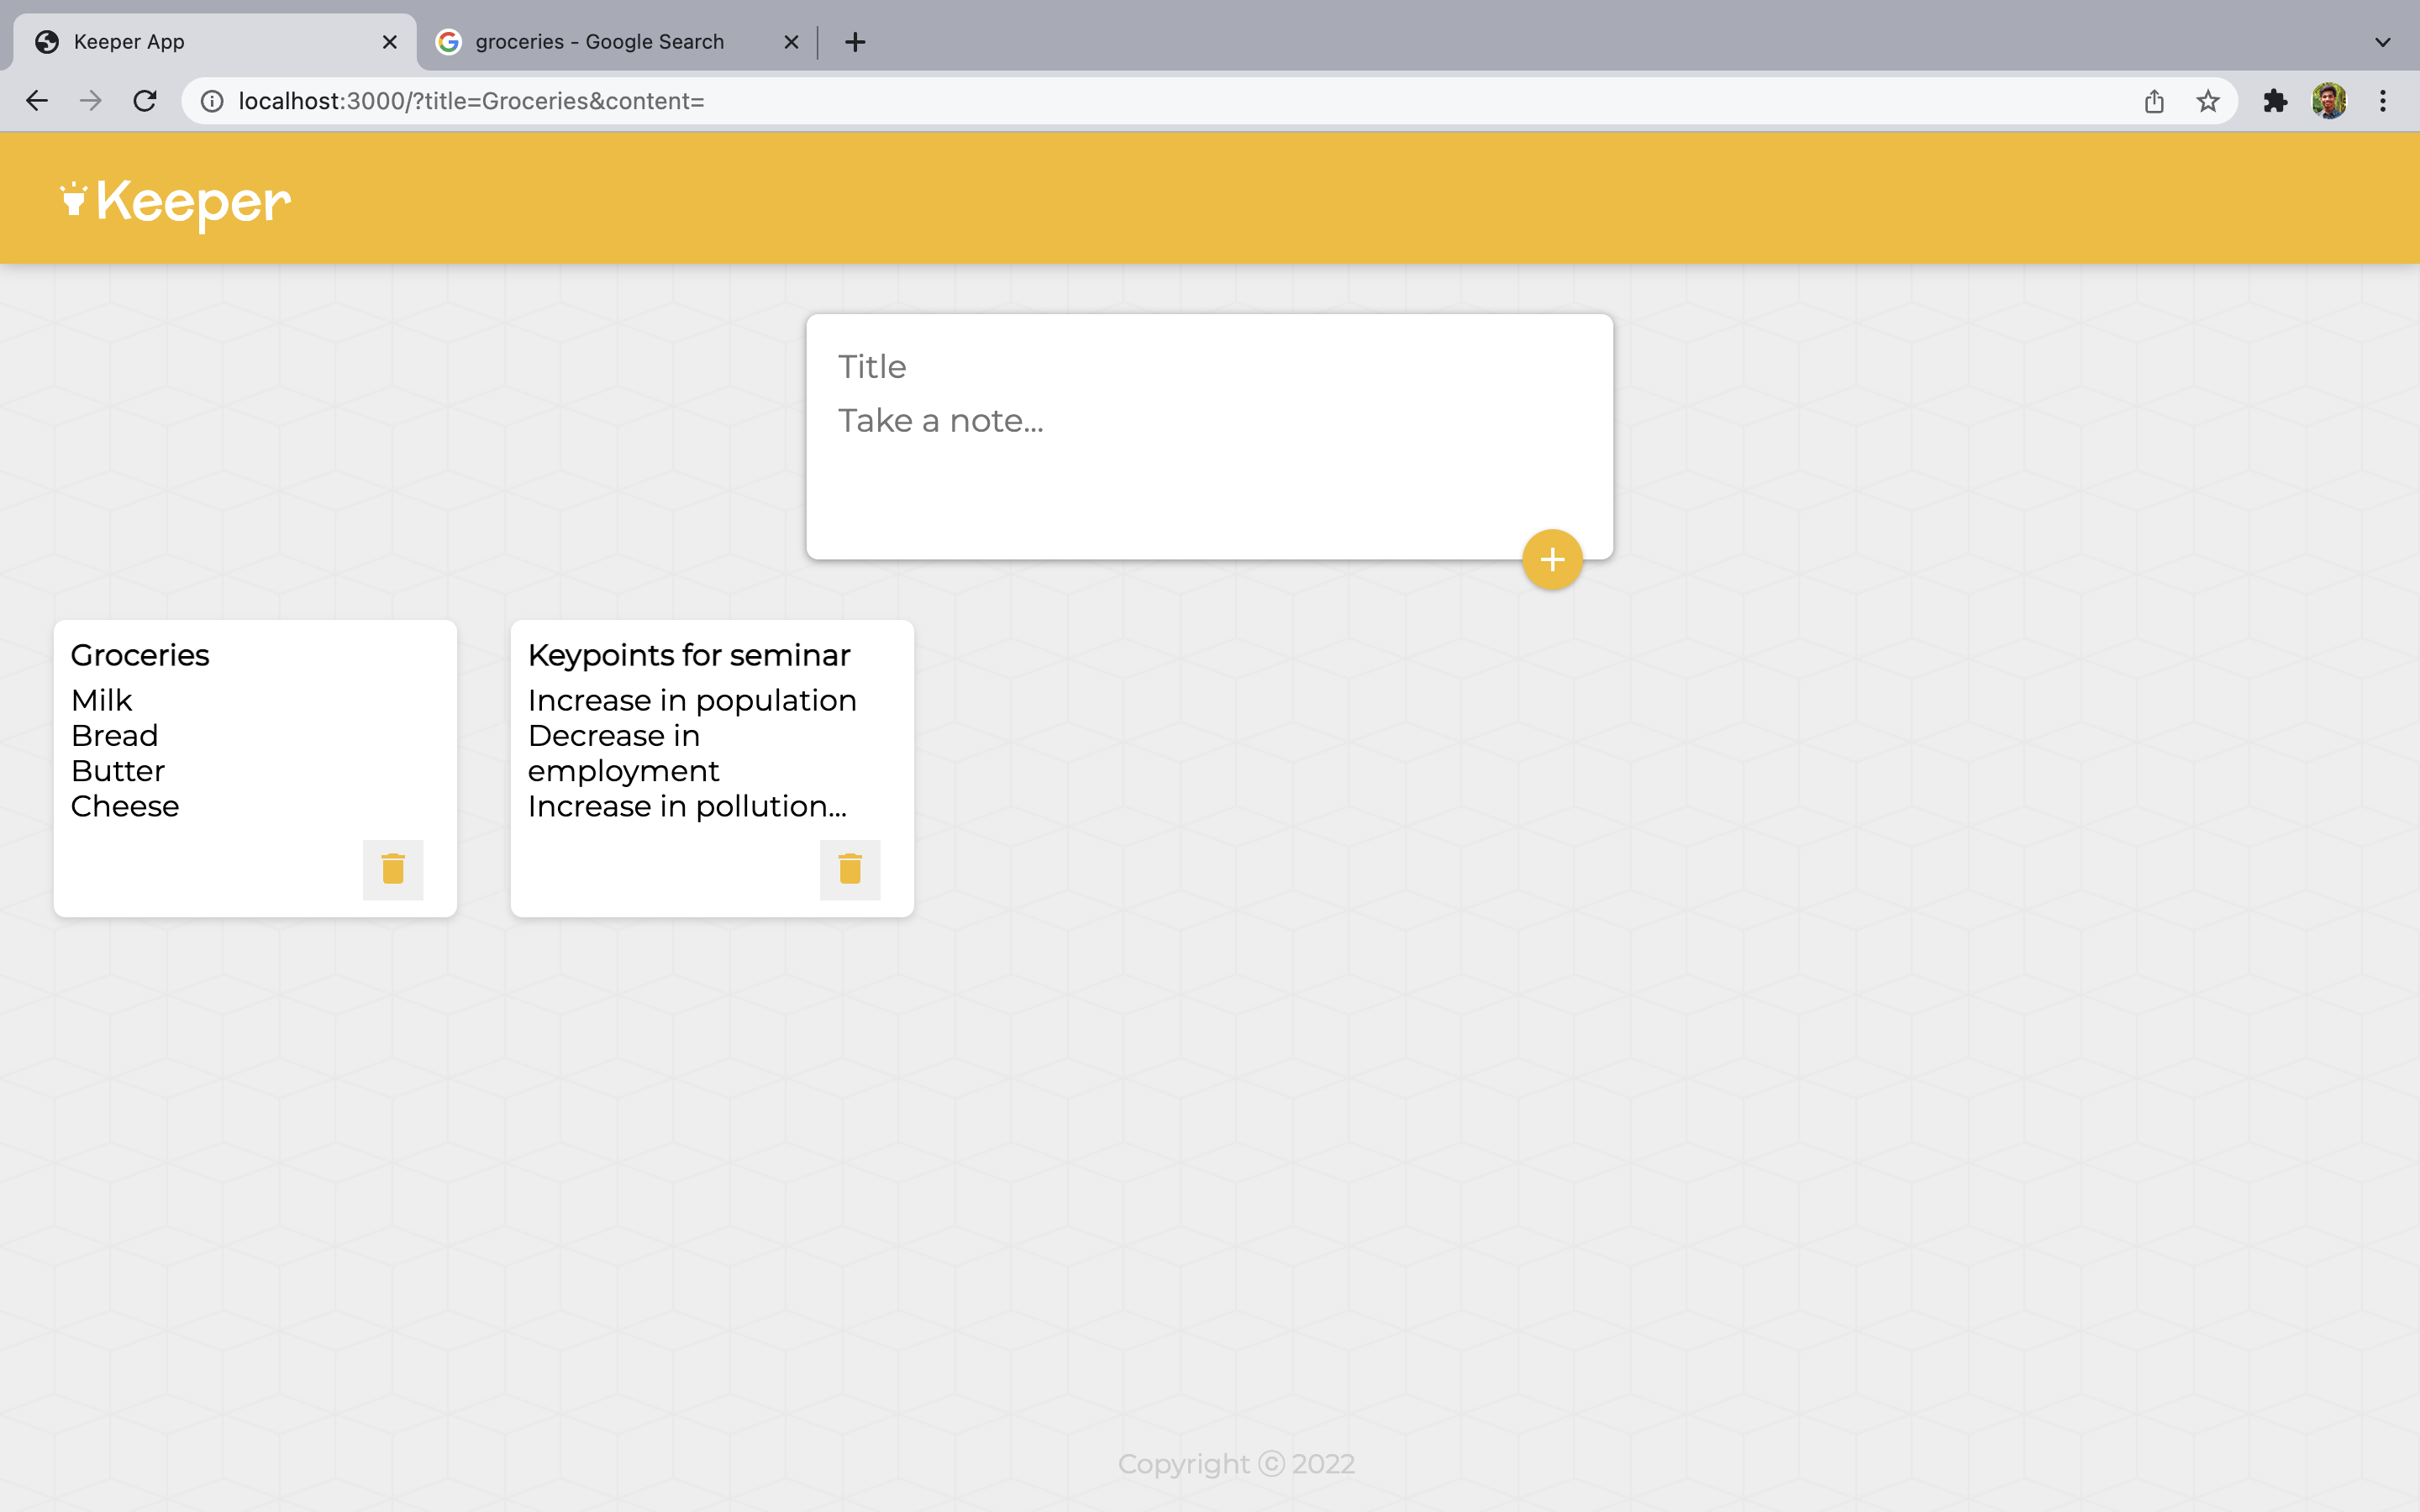 Keeper App
groceries - Google Search
localhost:3000/?title=Groceries&content=
Keeper
Title
Take a note...
Groceries
Milk
Bread
Butter
Cheese
Keypoints for seminar
Increase in population
Decrease in
employment
Increase in pollution...
Copyright ⓒ 2022